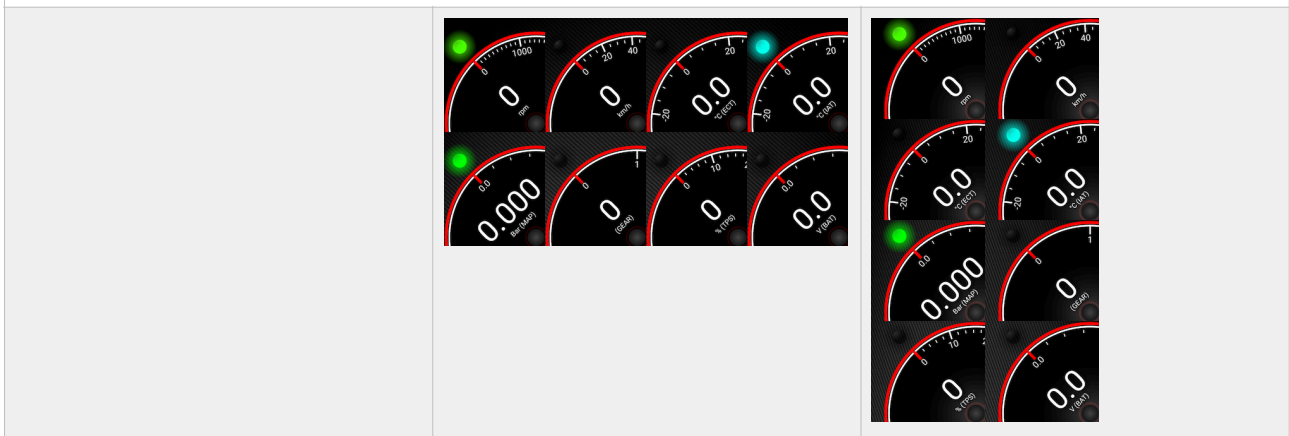 0 1000
0 rpm
0 20 40
0 km/h
-20 0 20
0.0 °C (ECT)
-20 0 20
0.0 °C (IAT)
0.0
0.000 Bar (MAP)
0 1
0 (GEAR)
0 10
0 % (TPS)
0.0
0.0 V (BAT)
0 1000
0 rpm
0 20 40
0 km/h
-20 0 20
0.0 °C (ECT)
-20 0 20
0.0 °C (IAT)
0.0
0.000 Bar (MAP)
0 1
0 (GEAR)
0 10
0 % (TPS)
0.0
0.0 V (BAT)